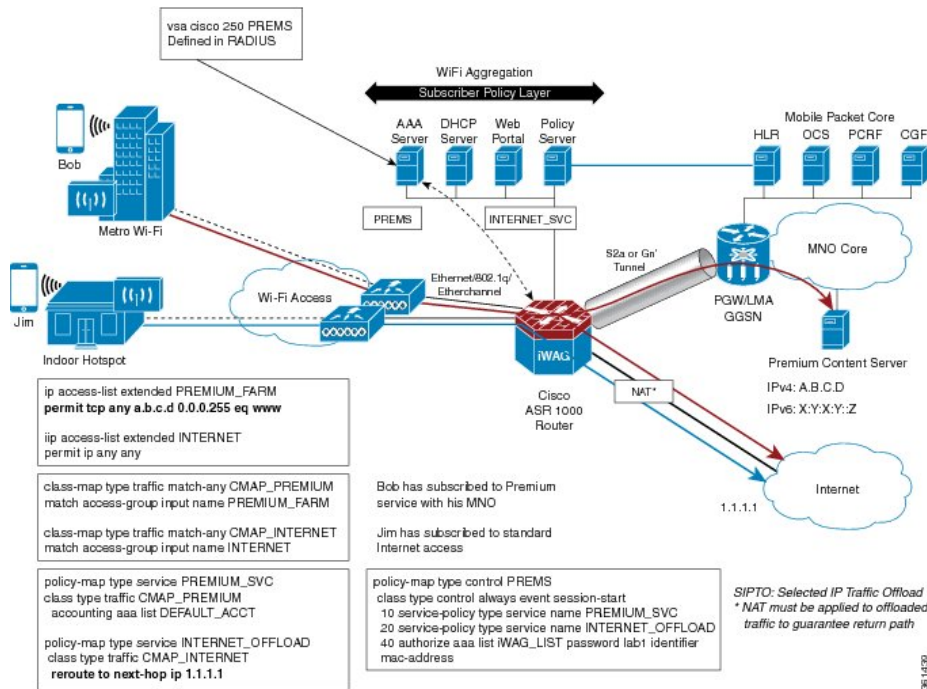 vsa cisco 250 PREMS
Defined in RADIUS
WiFi Aggregation
Subscriber Policy Layer
AAA
Server
DHCP
Server
Web
Portal
Policy
Server
Mobile Packet Core
HLR
OCS
PCRF
CGF
Bob
Metro Wi-Fi
PREMS
INTERNET_SVC
MNO Core
S2a or Gn'
Tunnel
Ethernet/802.1q/
Etherchannel
Wi-Fi Access
PGW/LMA
GGSN
Jim
Indoor Hotspot
iWAG
Premium Content Server
IPv4: A.B.C.D
IPv6: X:Y:X:Y::Z
Cisco
ASR 1000
Router
NAT*
Internet
1.1.1.1
ip access-list extended PREMIUM_FARM
permit tcp any a.b.c.d 0.0.0.255 eq www
iip access-list extended INTERNET
permit ip any any
class-map type traffic match-any CMAP_PREMIUM
match access-group input name PREMIUM_FARM
class-map type traffic match-any CMAP_INTERNET
match access-group input name INTERNET
Bob has subscribed to Premium
service with his MNO
Jim has subscribed to standard
Internet access
policy-map type service PREMIUM_SVC
class type traffic CMAP_PREMIUM
accounting aaa list DEFAULT_ACCT
policy-map type service INTERNET_OFFLOAD
class type traffic CMAP_INTERNET
reroute to next-hop ip 1.1.1.1
policy-map type control PREMS
class type control always event session-start
10 service-policy type service name PREMIUM_SVC
20 service-policy type service name INTERNET_OFFLOAD
40 authorize aaa list iWAG_LIST password lab1 identifier
mac-address
SIPTO: Selected IP Traffic Offload
* NAT must be applied to offloaded
traffic to guarantee return path
361439